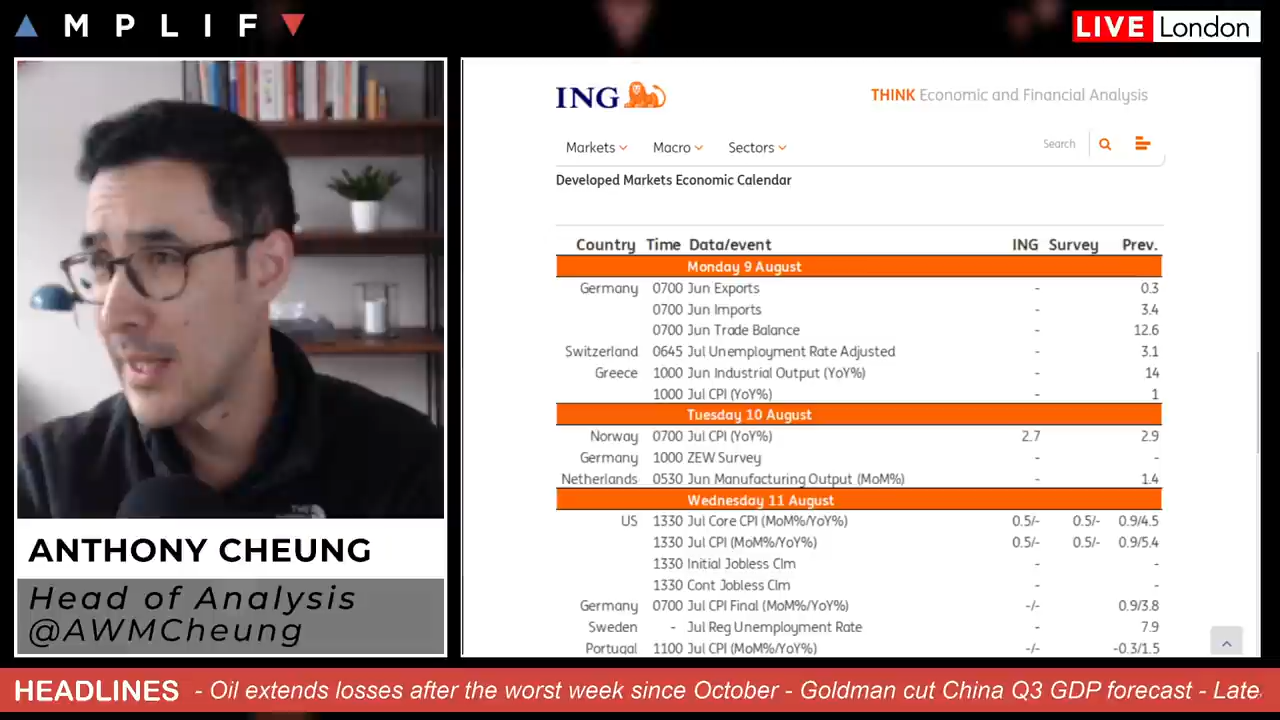 AMPLIFY
LIVE London
ING
THINK Economic and Financial Analysis
Markets Macro Sectors Search
Developed Markets Economic Calendar
Country Time Data/event ING Survey Prev.
Monday 9 August
Germany 0700 Jun Exports - 0.3
0700 Jun Imports - 3.4
0700 Jun Trade Balance - 12.6
Switzerland 0645 Jul Unemployment Rate Adjusted - 3.1
Greece 1000 Jun Industrial Output (YoY%) - 14
1000 Jul CPI (YoY%) - 1
Tuesday 10 August
Norway 0700 Jul CPI (YoY%) 2.7 2.9
Germany 1000 ZEW Survey - -
Netherlands 0530 Jun Manufacturing Output (MoM%) - 1.4
Wednesday 11 August
US 1330 Jul Core CPI (MoM%/YoY%) 0.5/- 0.5/- 0.9/4.5
1330 Jul CPI (MoM%/YoY%) 0.5/- 0.5/- 0.9/5.4
1330 Initial Jobless Clm - -
1330 Cont Jobless Clm - -
Germany 0700 Jul CPI Final (MoM%/YoY%) -/- 0.9/3.8
Sweden - Jul Reg Unemployment Rate - 7.9
Portugal 1100 Jul CPI (MoM%/YoY%) -/- -0.3/1.5
ANTHONY CHEUNG
Head of Analysis
@AWMCheung
HEADLINES - Oil extends losses after the worst week since October - Goldman cut China Q3 GDP forecast - Late